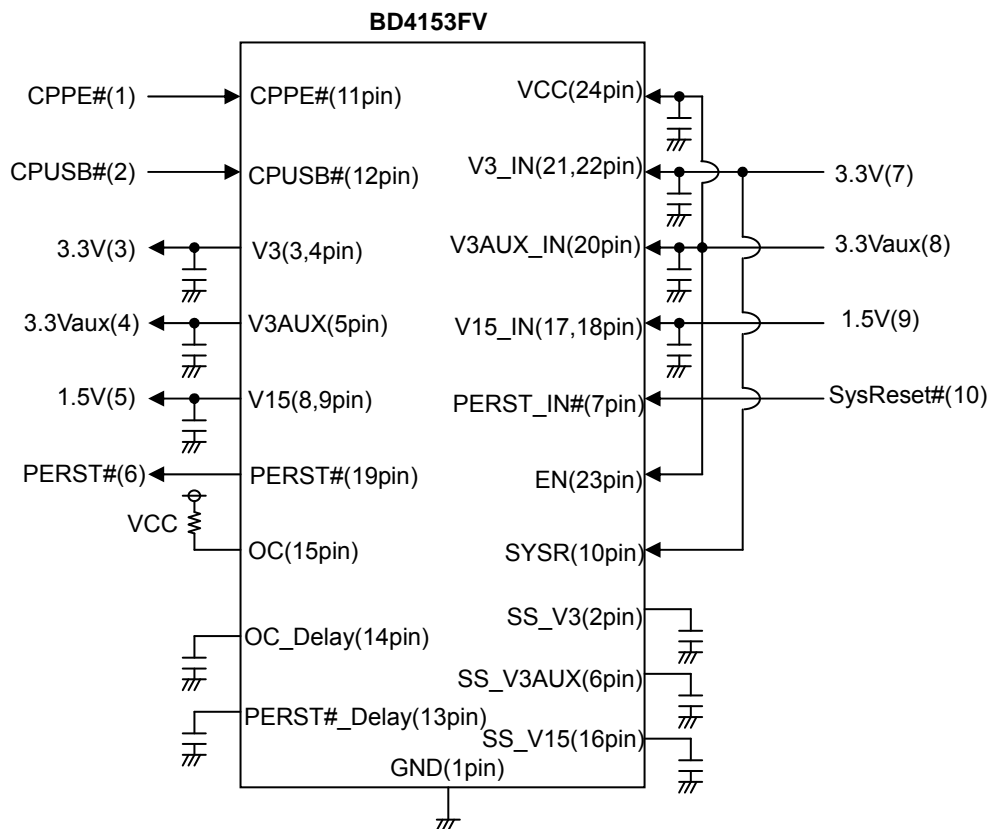 BD4153FV
CPPE#(1)
CPUSB#(2)
3.3V(3)
3.3Vaux(4)
1.5V(5)
PERST#(6)
VCC
CPPE#(11pin)
CPUSB#(12pin)
V3(3,4pin)
V3AUX(5pin)
V15(8,9pin)
PERST#(19pin)
OC(15pin)
OC_Delay(14pin)
PERST#_Delay(13pin)
GND(1pin)
VCC(24pin)
V3_IN(21,22pin)
V3AUX_IN(20pin)
V15_IN(17,18pin)
PERST_IN#(7pin)
EN(23pin)
SYSR(10pin)
SS_V3(2pin)
SS_V3AUX(6pin)
SS_V15(16pin)
3.3V(7)
3.3Vaux(8)
1.5V(9)
SysReset#(10)